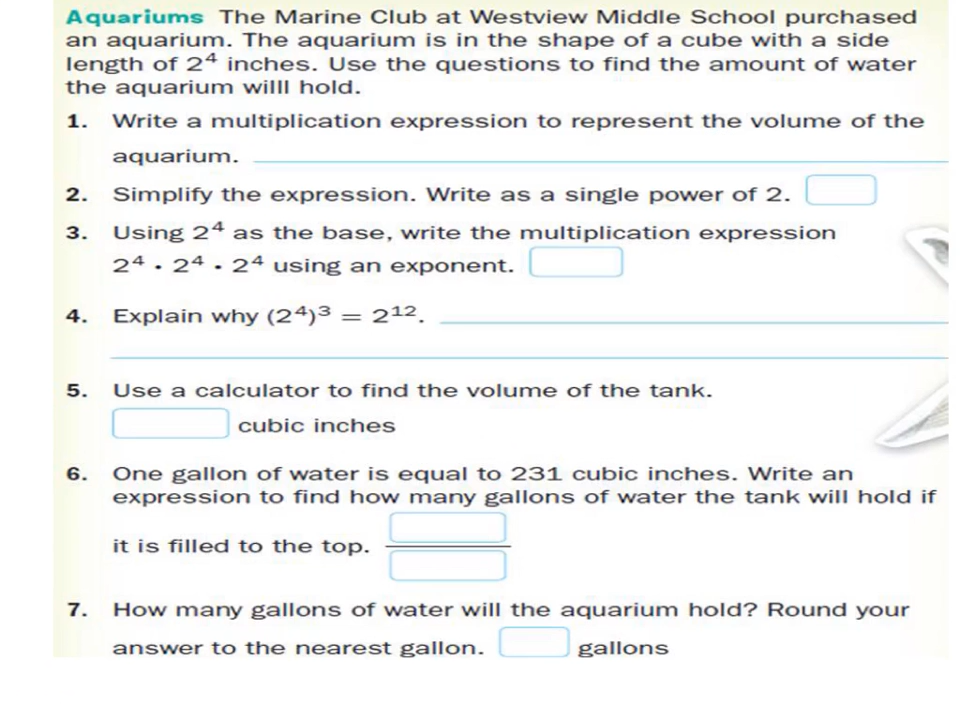 Aquariums The Marine Club at Westview Middle School purchased
an aquarium. The aquarium is in the shape of a cube with a side
length of 2⁴ inches. Use the questions to find the amount of water
the aquarium willl hold.
1. Write a multiplication expression to represent the volume of the
aquarium.
2. Simplify the expression. Write as a single power of 2.
3. Using 2⁴ as the base, write the multiplication expression
2⁴ · 2⁴ · 2⁴ using an exponent.
4. Explain why (2⁴)³ = 2¹².
5. Use a calculator to find the volume of the tank.
cubic inches
6. One gallon of water is equal to 231 cubic inches. Write an
expression to find how many gallons of water the tank will hold if
it is filled to the top.
7. How many gallons of water will the aquarium hold? Round your
answer to the nearest gallon. gallons